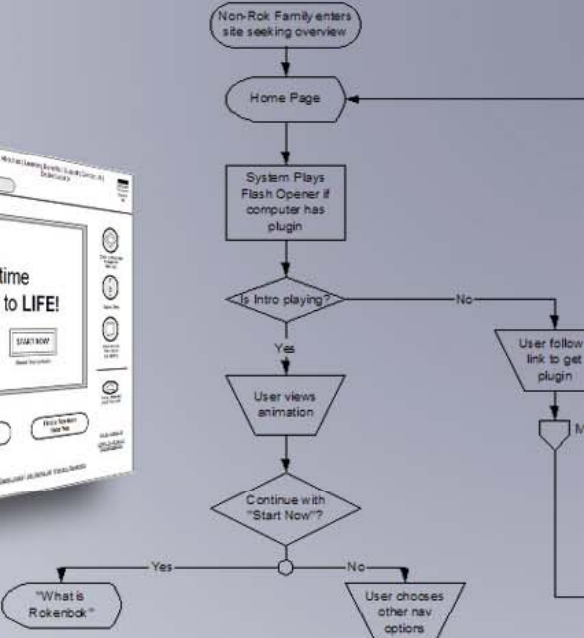 Non-Rok Family enters
site seeking overview
Home Page
System Plays
Flash Opener if
computer has
plugin
Is Intro playing?
No
Yes
User follow
link to get
plugin
M
User views
animation
Continue with
"Start Now"?
Yes
No
"What is
Rokenbok"
User chooses
other nav
options
time
to LIFE!
START NOW